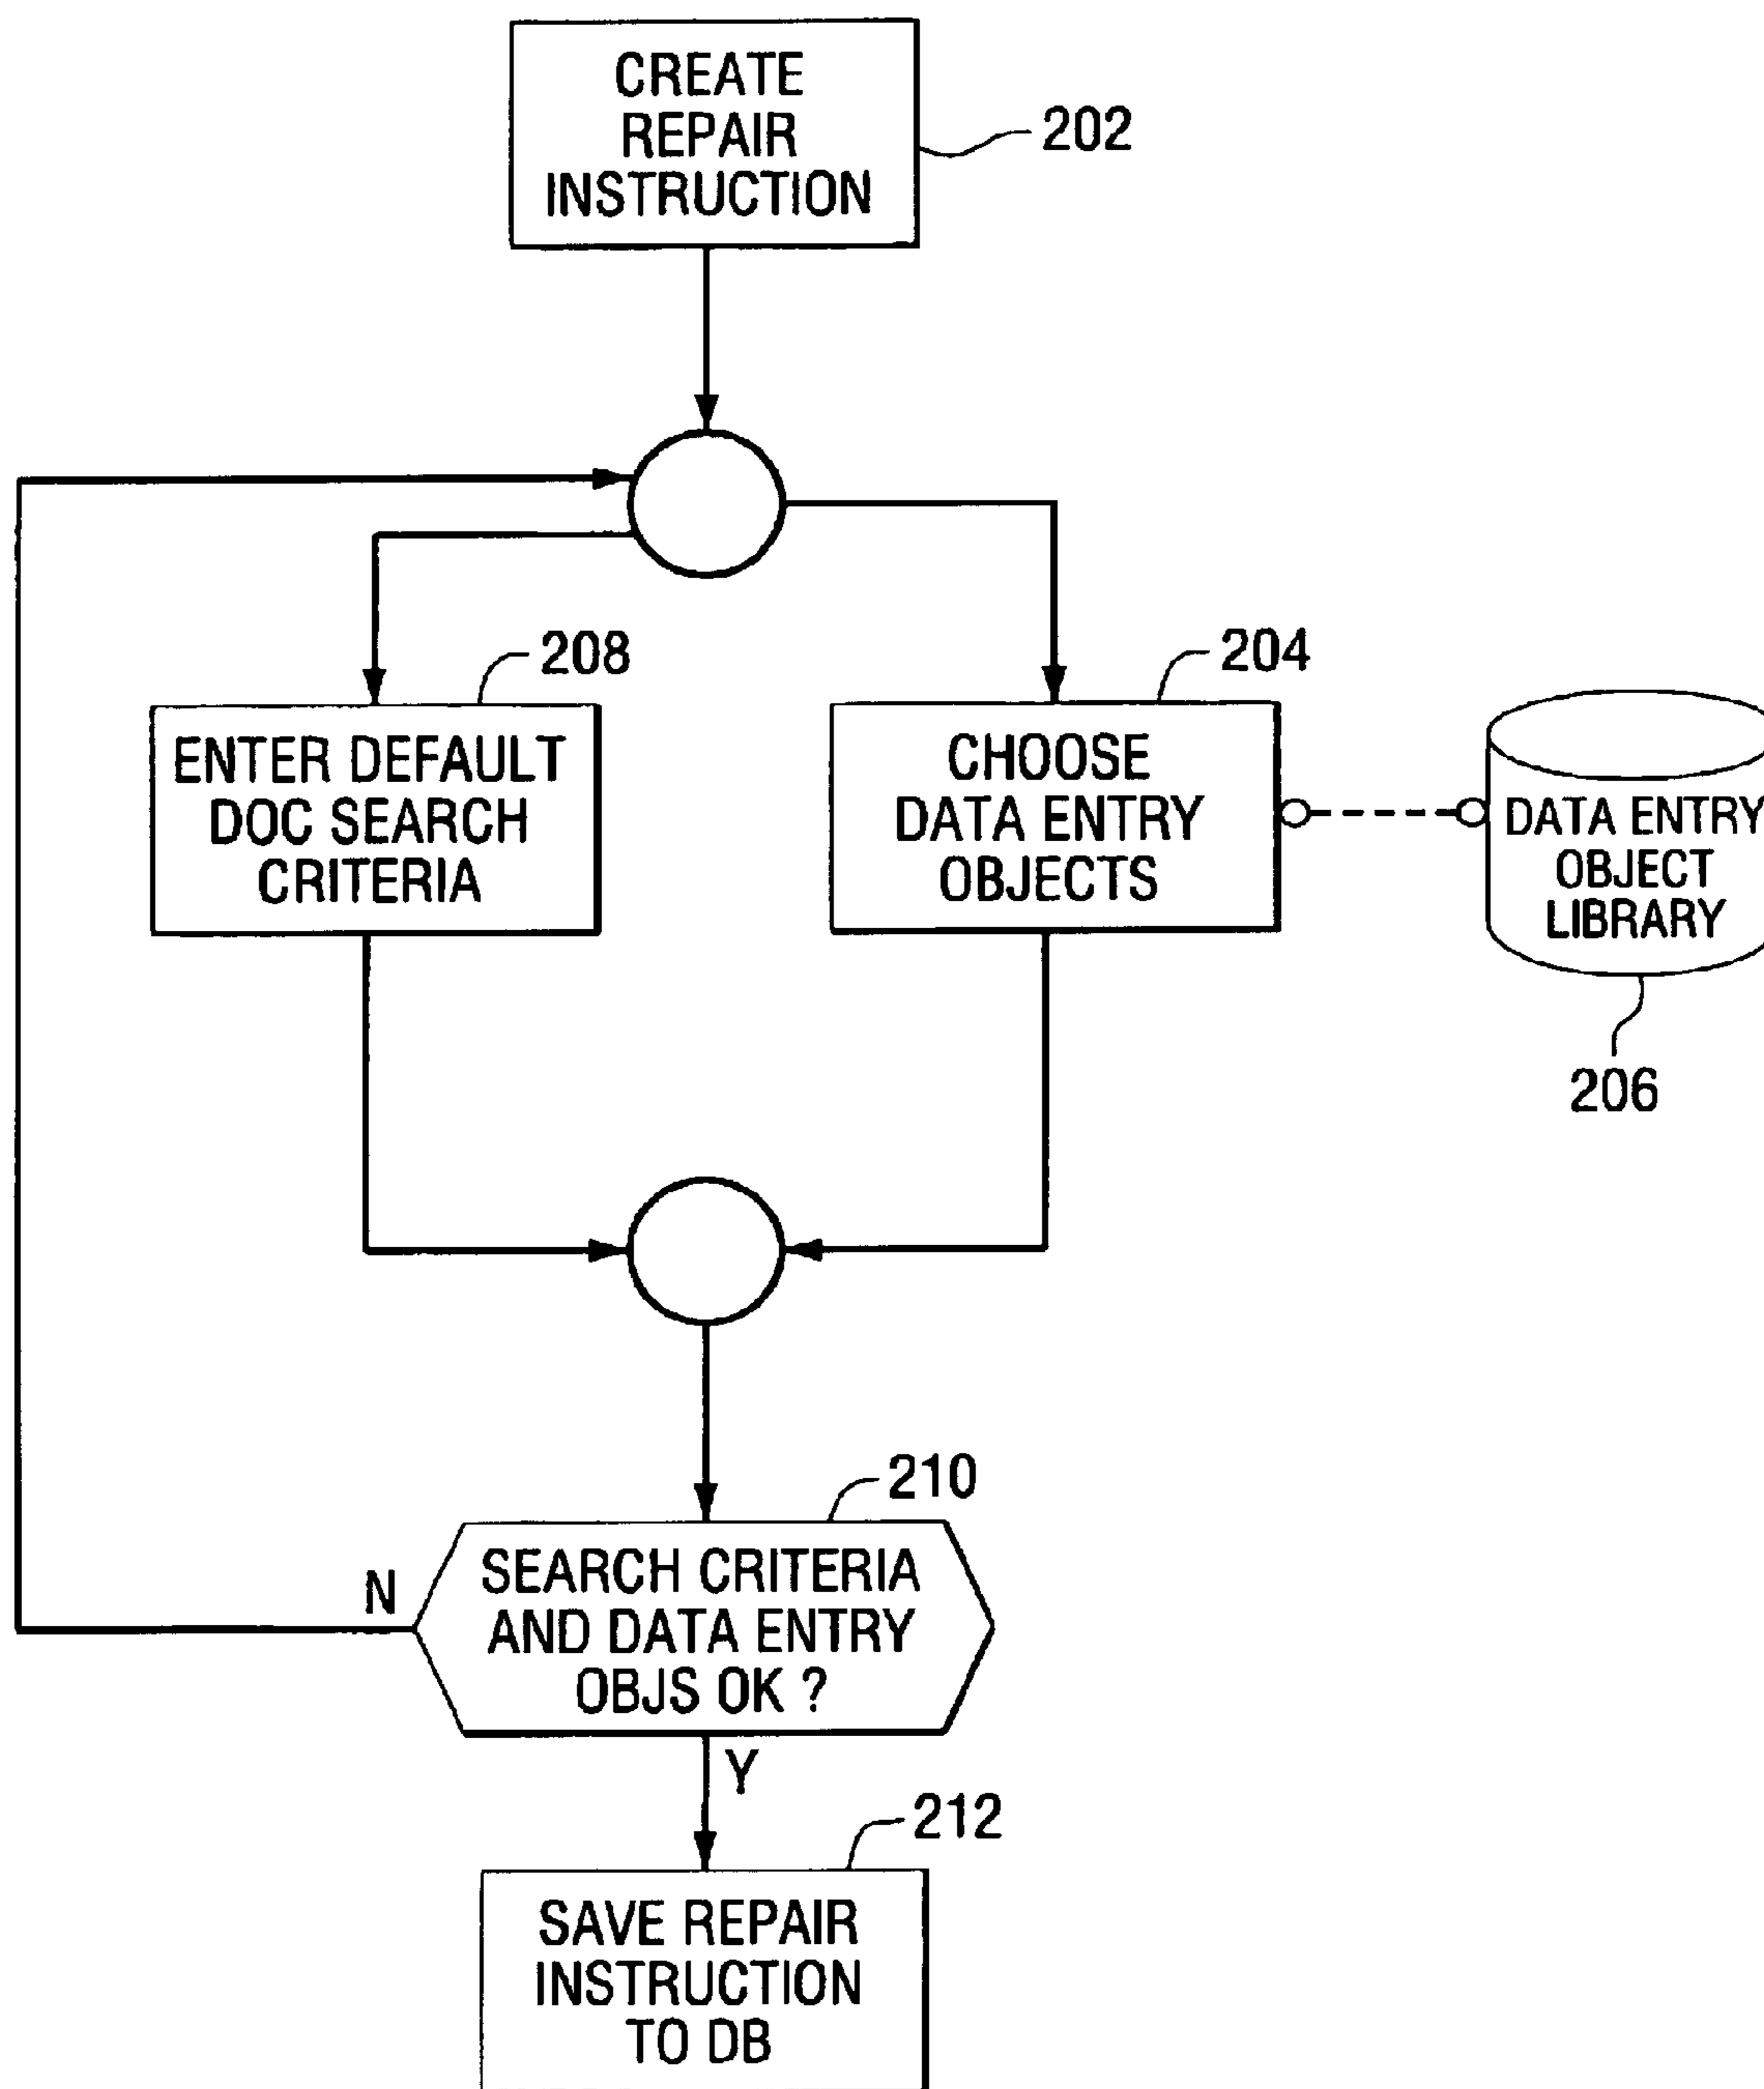 CREATE
REPAIR
INSTRUCTION
202
208
204
ENTER DEFAULT
DOC SEARCH
CRITERIA
CHOOSE
DATA ENTRY
OBJECTS
DATA ENTRY
OBJECT
LIBRARY
206
210
N
SEARCH CRITERIA
AND DATA ENTRY
OBJS OK ?
Y
212
SAVE REPAIR
INSTRUCTION
TO DB